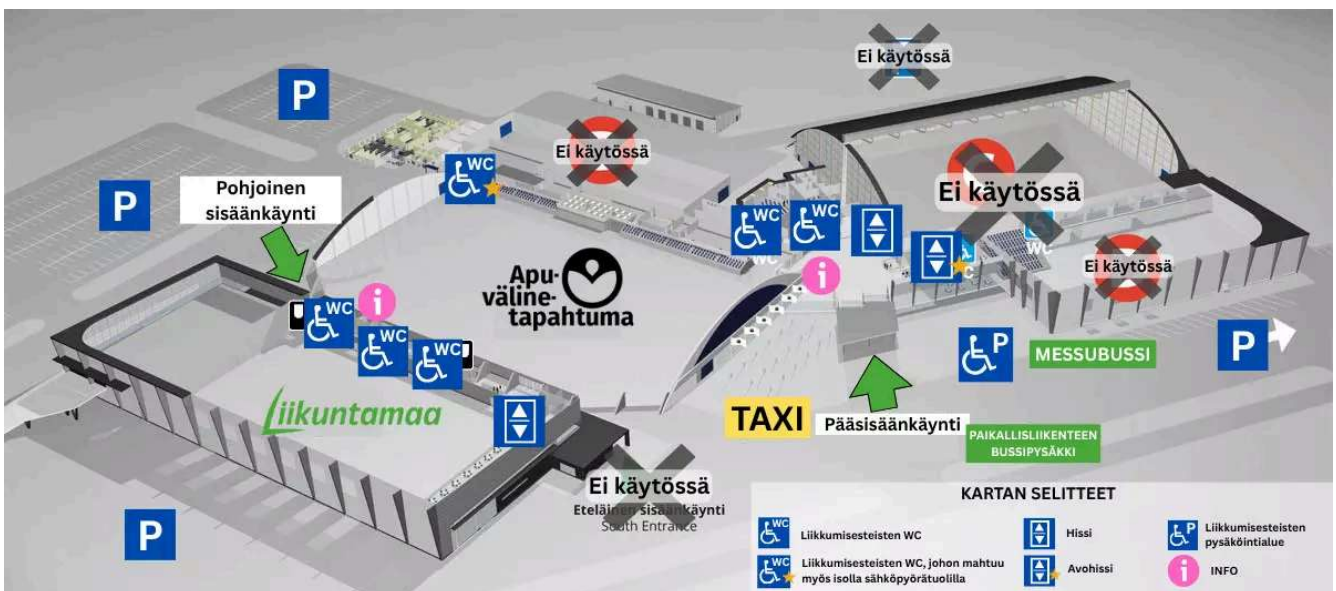 Ei käytössä
P
Ei käytössä
WC
Pohjoinen
sisäänkäynti
P
Ei käytössä
WC
WC
WC
Ei käytössä
Apu-
väline-
tapahtuma
i
i
WC
WC
WC
P
MESSUBUSSI
P
Liikuntamaa
TAXI
Pääsisäänkäynti
PAIKALLISLIIKENTEEN
BUSSIPYSÄKKI
Ei käytössä
Eteläinen sisäänkäynti
South Entrance
P
KARTAN SELITTEET
WC
Liikkumisesteisten WC
Hissi
P
Liikkumisesteisten
pysäköintialue
WC
Liikkumisesteisten WC, johon mahtuu
myös isolla sähköpyörätuolilla
Avohissi
i
INFO